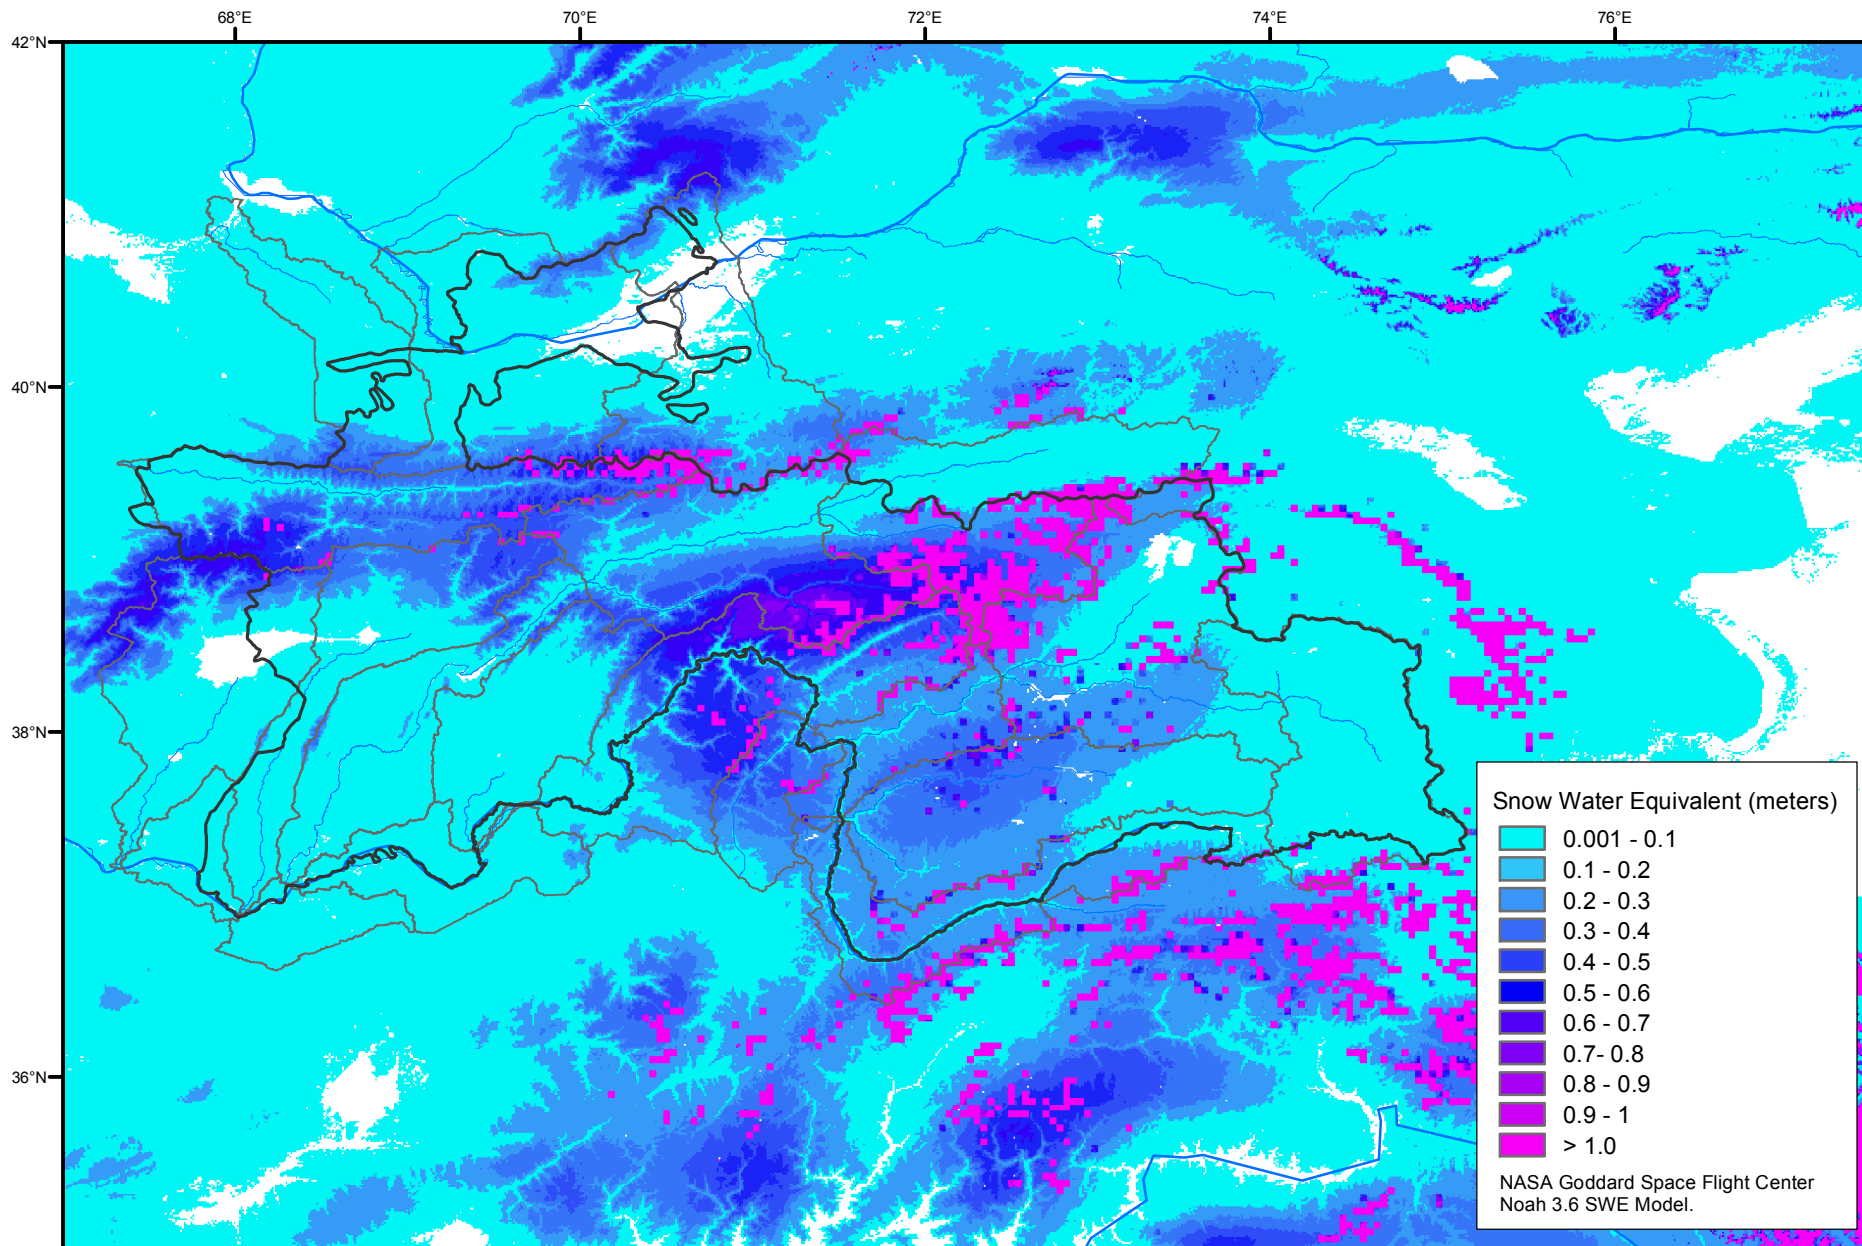 68°E 70°E 72°E 74°E 76°E
42°N
40°N
38°N
36°N
Snow Water Equivalent (meters)
0.001 - 0.1
0.1 - 0.2
0.2 - 0.3
0.3 - 0.4
0.4 - 0.5
0.5 - 0.6
0.6 - 0.7
0.7- 0.8
0.8 - 0.9
0.9 - 1
> 1.0
NASA Goddard Space Flight Center
Noah 3.6 SWE Model.